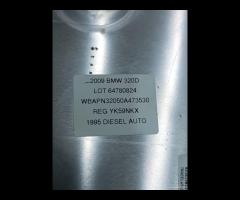 2009 BMW 320D
LOT 64780824
WBAPN32050A473530
REG YK59NKX
1995 DIESEL AUTO